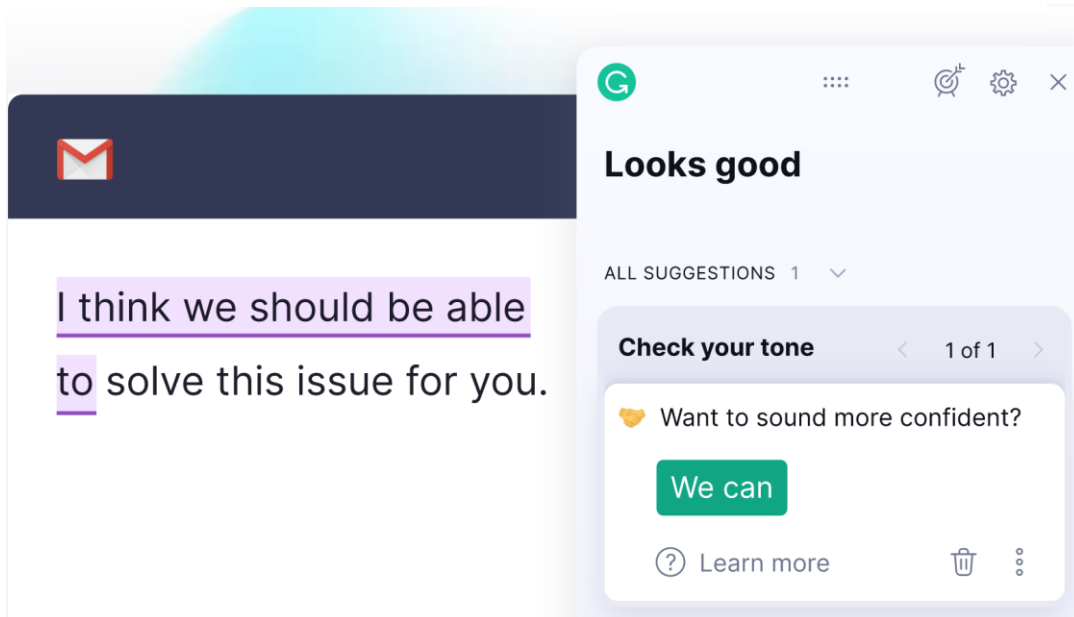 I think we should be able
to solve this issue for you.
Looks good
ALL SUGGESTIONS 1
Check your tone 1 of 1
Want to sound more confident?
We can
Learn more